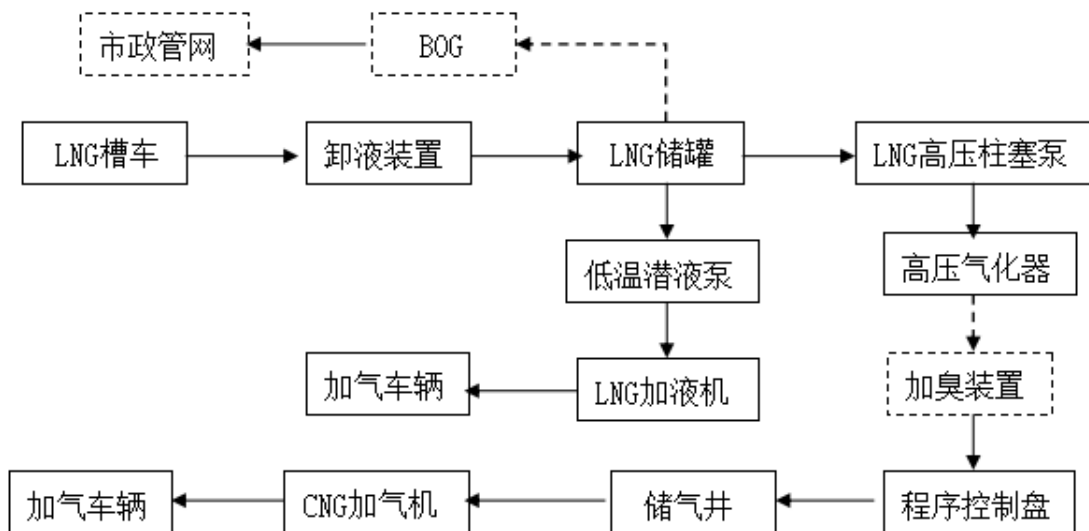 市政管网
BOG
LNG槽车
卸液装置
LNG储罐
LNG高压柱塞泵
低温潜液泵
高压气化器
加气车辆
LNG加液机
加臭装置
加气车辆
CNG加气机
储气井
程序控制盘